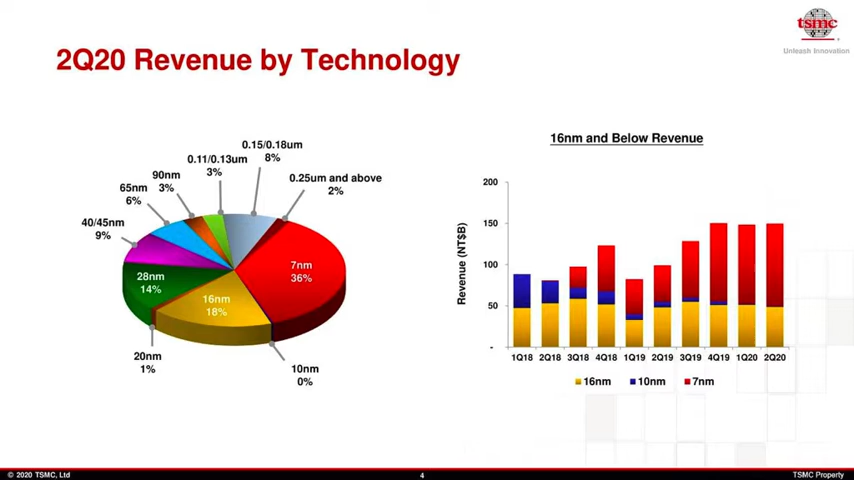 tsmc
Unleash Innovation
2Q20 Revenue by Technology
0.15/0.18um
8%
0.11/0.13um
3%
90nm
3%
65nm
6%
40/45nm
9%
0.25um and above
2%
7nm
36%
28nm
14%
16nm
18%
20nm
1%
10nm
0%
16nm and Below Revenue
Revenue (NT$B)
200
150
100
50
-
1Q18 2Q18 3Q18 4Q18 1Q19 2Q19 3Q19 4Q19 1Q20 2Q20
16nm 10nm 7nm
© 2020 TSMC, Ltd
4
TSMC Property